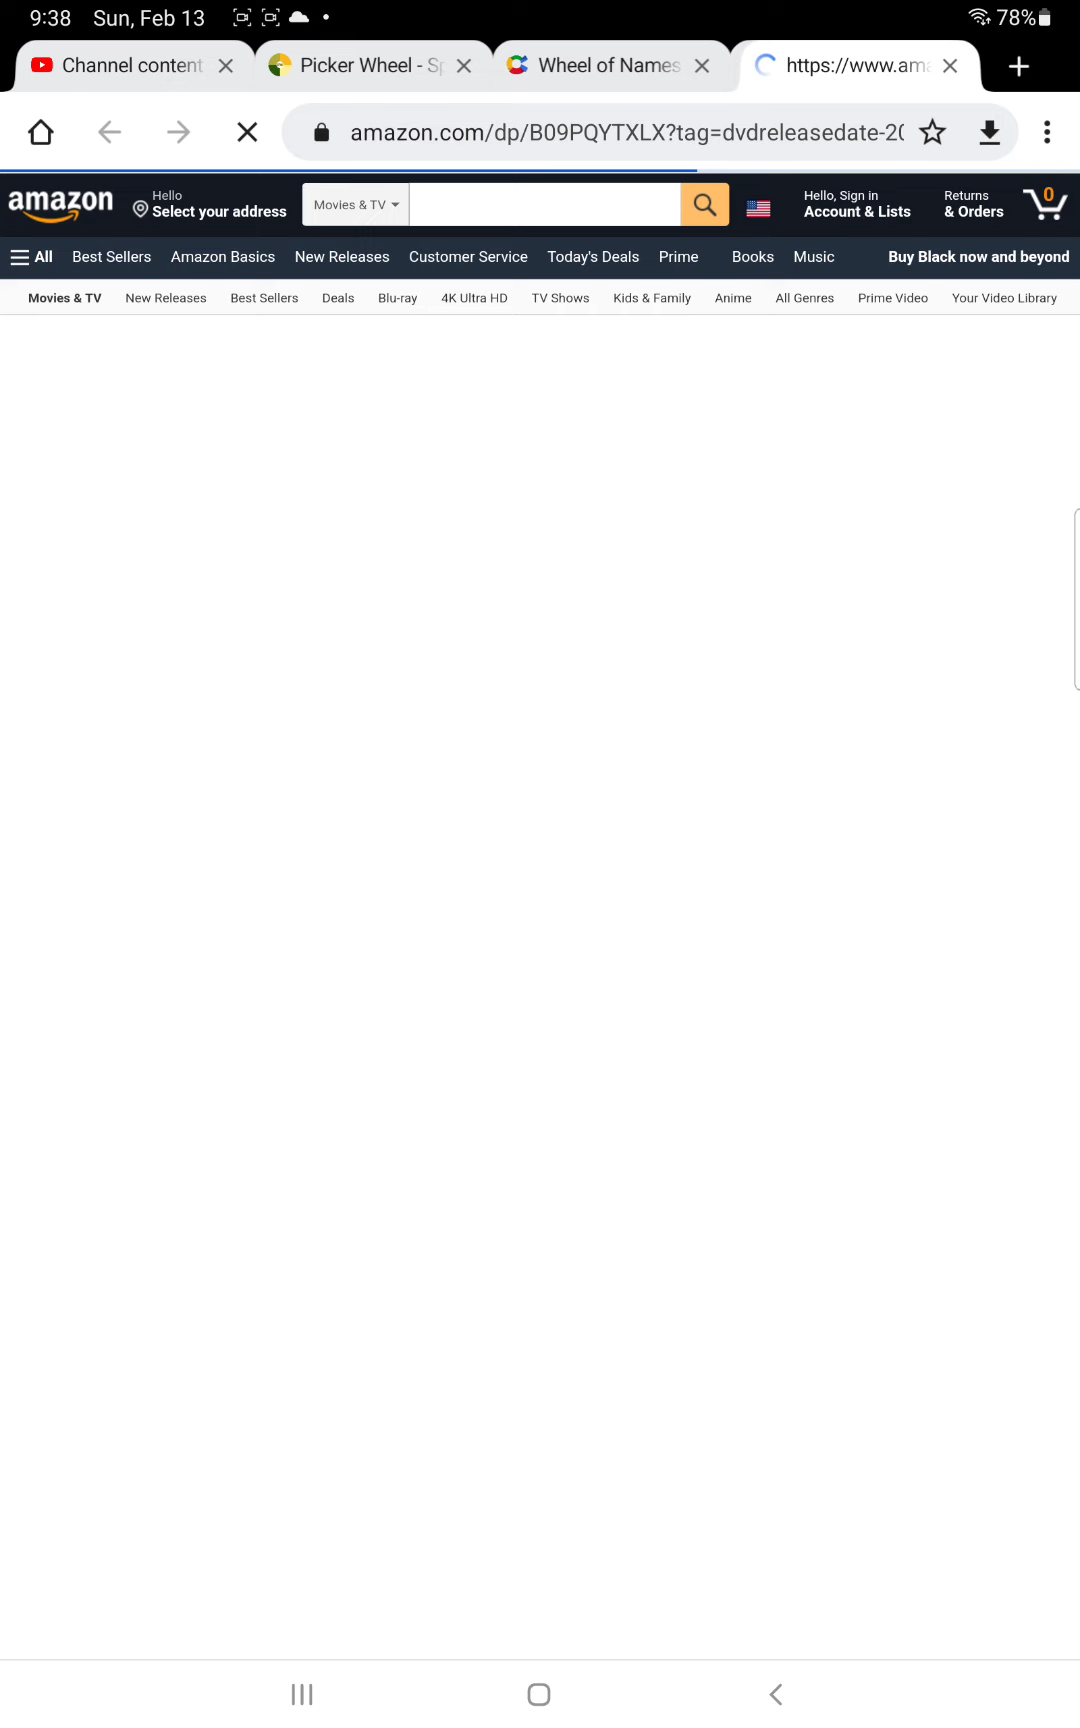 9:38 Sun, Feb 13 78%
Channel content Picker Wheel - Sp Wheel of Names https://www.ama
amazon.com/dp/B09PQYTXLX?tag=dvdreleasedate-20
amazon Hello Select your address Movies & TV Hello, Sign in Account & Lists Returns & Orders 0
All Best Sellers Amazon Basics New Releases Customer Service Today's Deals Prime Books Music Buy Black now and beyond
Movies & TV New Releases Best Sellers Deals Blu-ray 4K Ultra HD TV Shows Kids & Family Anime All Genres Prime Video Your Video Library